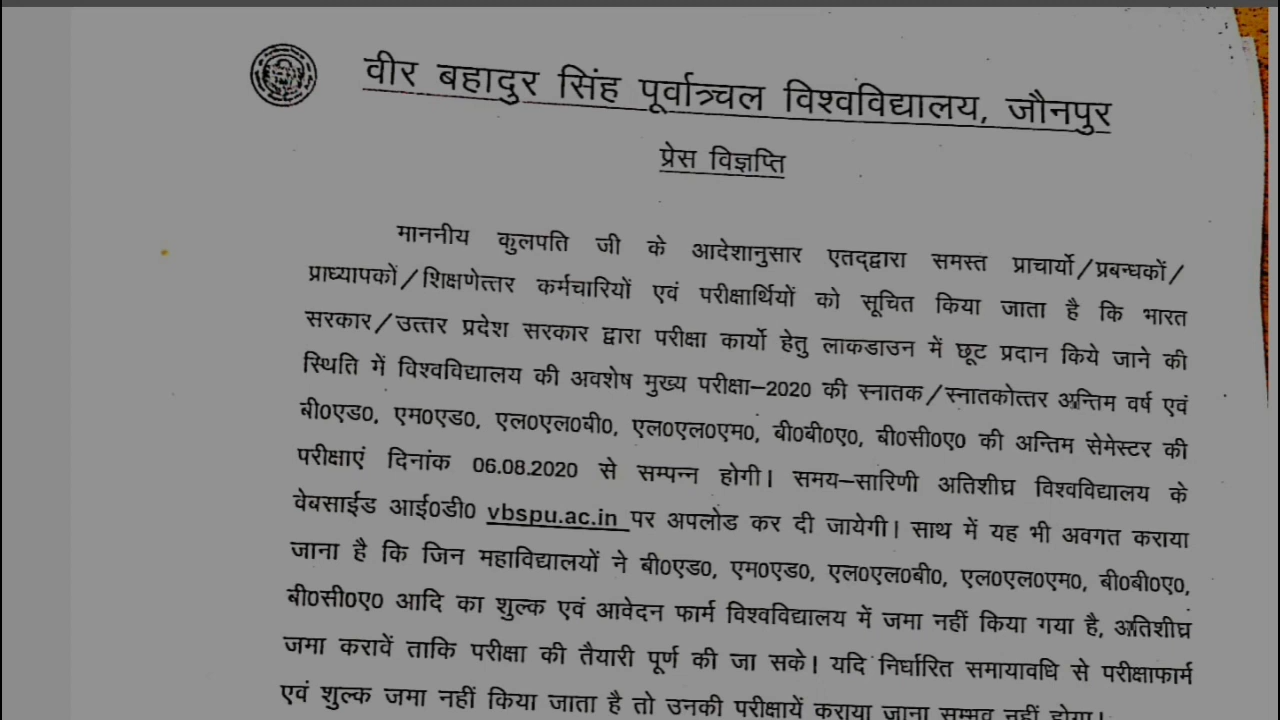 वीर बहादुर सिंह पूर्वात्र्चल विश्वविद्यालय, जौनपुर
प्रेस विज्ञप्ति
माननीय कुलपति जी के आदेशानुसार एतद्द्वारा समस्त प्राचार्यो/प्रबन्धकों/
प्राध्यापकों/शिक्षणेत्तर कर्मचारियों एवं परीक्षार्थियों को सूचित किया जाता है कि भारत
सरकार/उत्तर प्रदेश सरकार द्वारा परीक्षा कार्यो हेतु लाकडाउन में छूट प्रदान किये जाने की
स्थिति में विश्वविद्यालय की अवशेष मुख्य परीक्षा–2020 की स्नातक/स्नातकोत्तर अन्तिम वर्ष एवं
बी0एड0, एम0एड0, एल0एल0बी0, एल0एल0एम0, बी0बी0ए0, बी0सी0ए0 की अन्तिम सेमेस्टर की
परीक्षाएं दिनांक 06.08.2020 से सम्पन्न होगी। समय–सारिणी अतिशीघ्र विश्वविद्यालय के
वेबसाईड आई0डी0 vbspu.ac.in पर अपलोड कर दी जायेगी। साथ में यह भी अवगत कराया
जाना है कि जिन महाविद्यालयों ने बी0एड0, एम0एड0, एल0एल0बी0, एल0एल0एम0, बी0बी0ए0,
बी0सी0ए0 आदि का शुल्क एवं आवेदन फार्म विश्वविद्यालय में जमा नहीं किया गया है, अतिशीघ्र
जमा करावें ताकि परीक्षा की तैयारी पूर्ण की जा सके। यदि निर्धारित समायावधि से परीक्षाफार्म
एवं शुल्क जमा नहीं किया जाता है तो उनकी परीक्षायें कराया जाना सम्भव नहीं होगा।